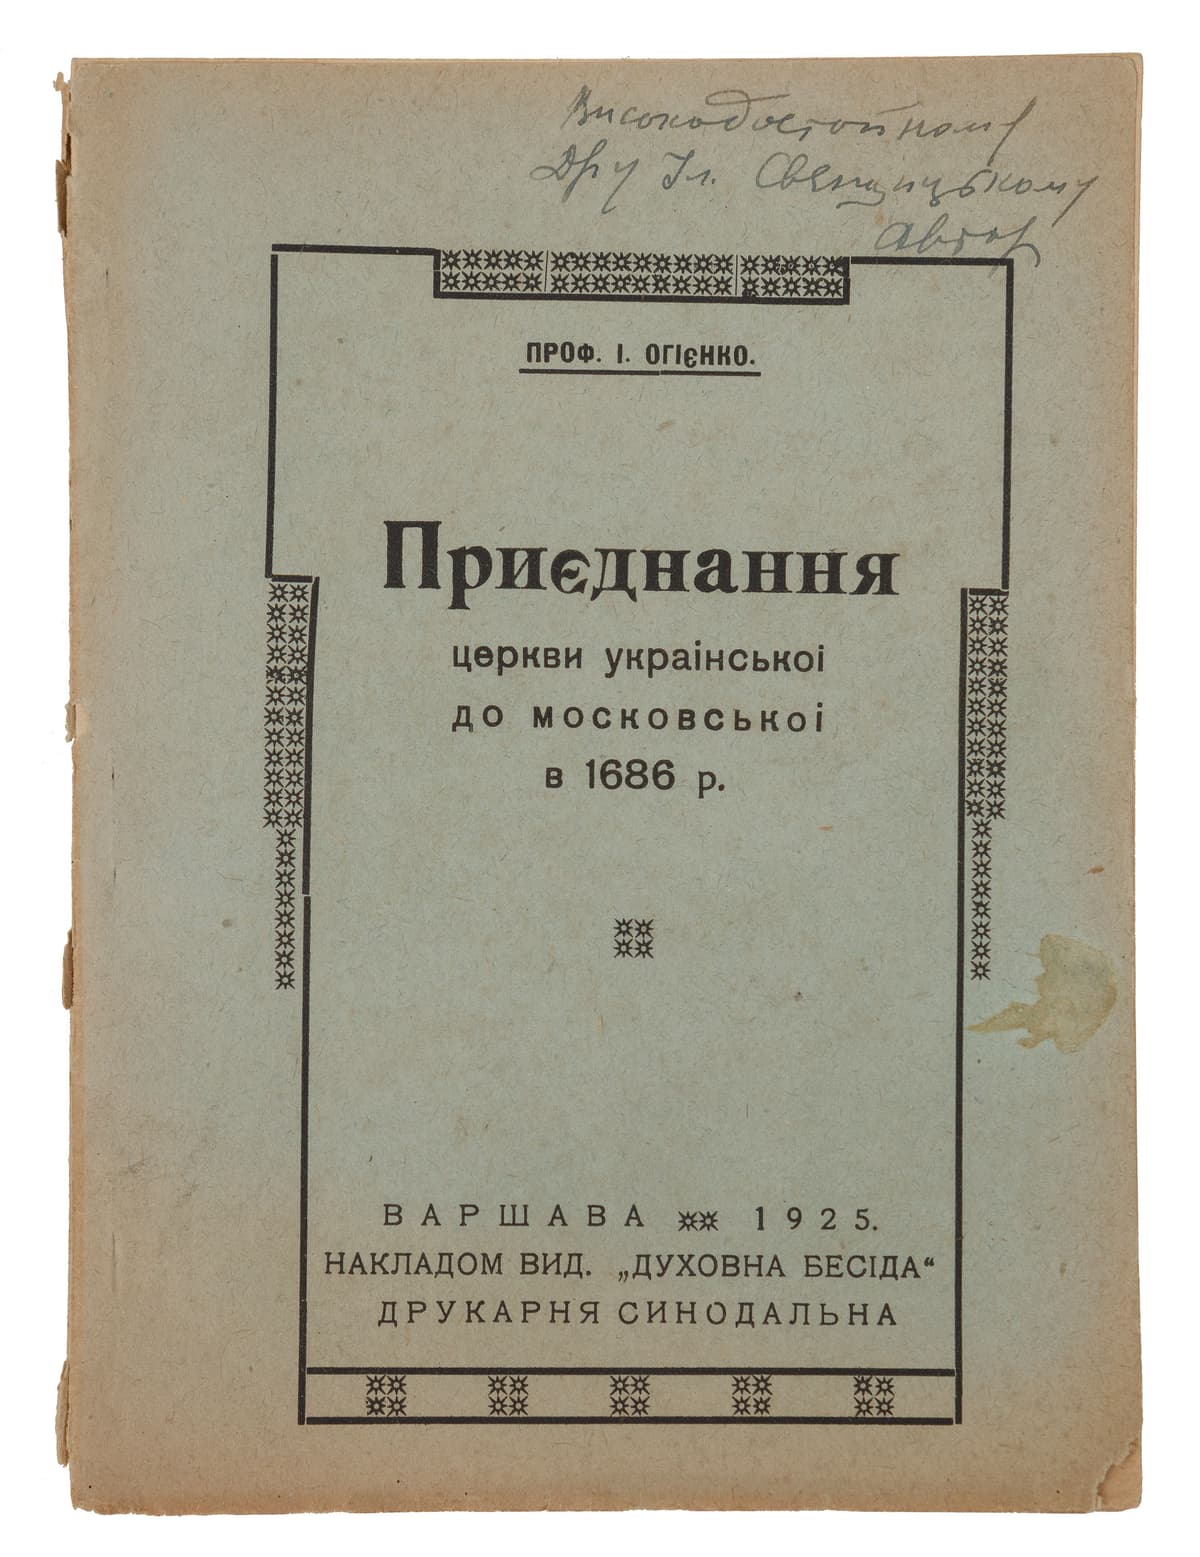 Високодостойному
Дру Іл. Свєнціцькому
Автор
ПРОФ. І. ОГІЄНКО.
Приєднання
церкви української
до московської
в 1686 р.
ВАРШАВА 1925.
НАКЛАДОМ ВИД. „ДУХОВНА БЕСІДА“
ДРУКАРНЯ СИНОДАЛЬНА